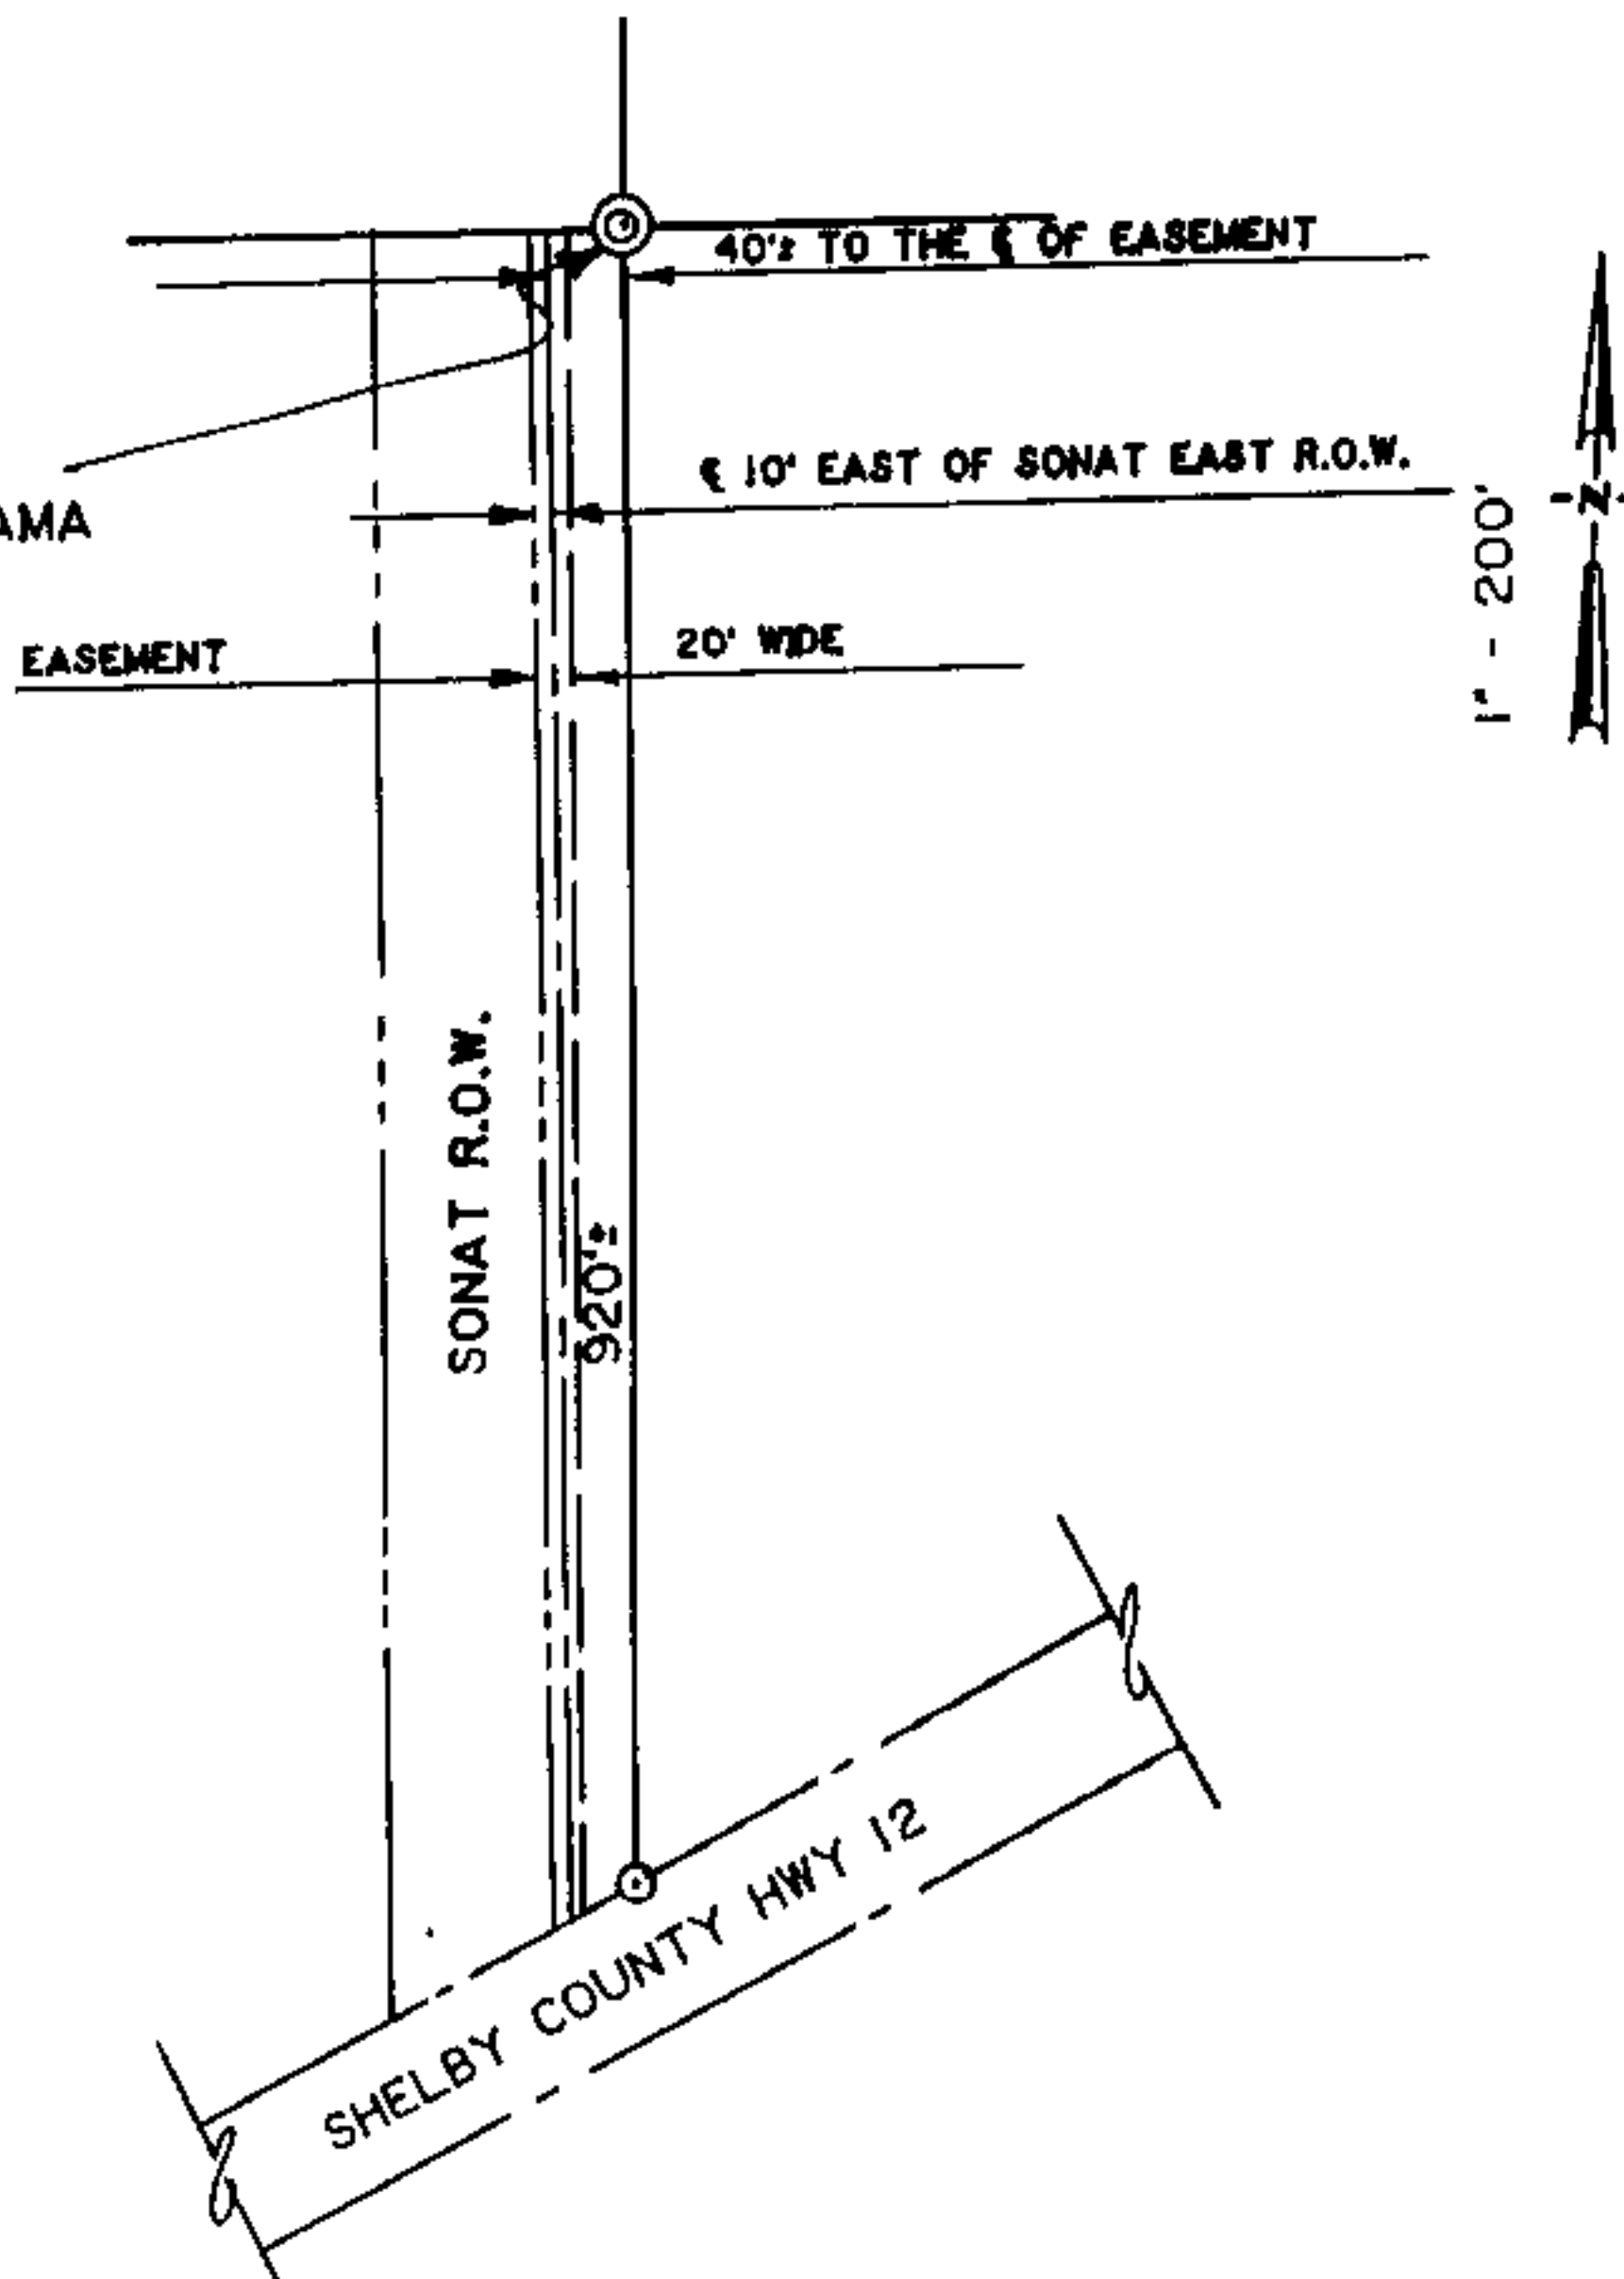 40'± TO THE ℄ OF EASEMENT
℄ 10' EAST OF SONAT EAST R.O.W.
AMA
EASEMENT
20' WIDE
1" - 200'
N
SONAT R.O.W.
920'±
SHELBY COUNTY HWY 12